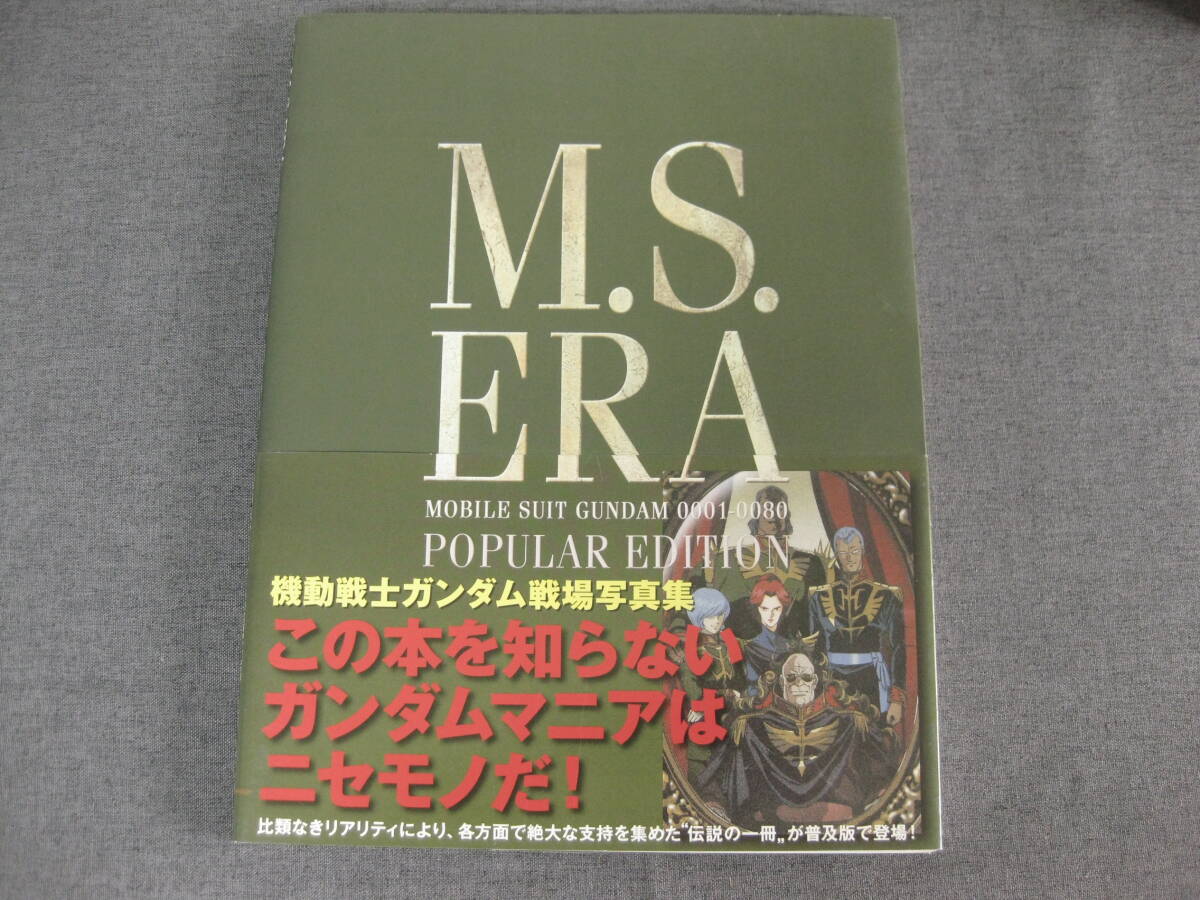 M.S.
ERA
MOBILE SUIT GUNDAM 0001-0080
POPULAR EDITION
機動戦士ガンダム戦場写真集
この本を知らない
ガンダムマニアは
ニセモノだ!
比類なきリアリティにより、各方面で絶大な支持を集めた“伝説の一冊„が普及版で登場!